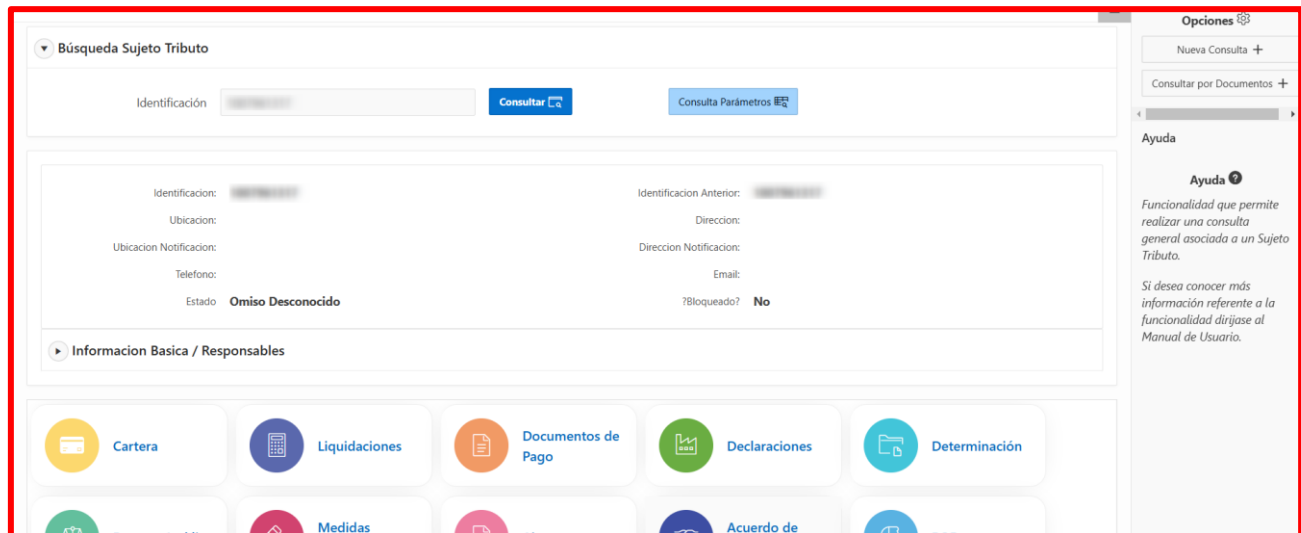 Búsqueda Sujeto Tributo
Identificación
Consultar
Consulta Parámetros
Identificacion:
Identificacion Anterior:
Ubicacion:
Direccion:
Ubicacion Notificacion:
Direccion Notificacion:
Telefono:
Email:
Estado Omiso Desconocido
?Bloqueado? No
Informacion Basica / Responsables
Cartera
Liquidaciones
Documentos de
Pago
Declaraciones
Determinación
Medidas
Acuerdo de
Opciones
Nueva Consulta +
Consultar por Documentos +
Ayuda
Ayuda
Funcionalidad que permite
realizar una consulta
general asociada a un Sujeto
Tributo.
Si desea conocer más
información referente a la
funcionalidad dirijase al
Manual de Usuario.